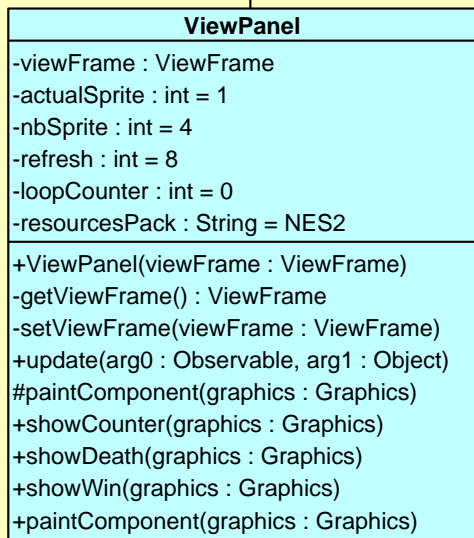 ViewPanel
-viewFrame : ViewFrame
-actualSprite : int = 1
-nbSprite : int = 4
-refresh : int = 8
-loopCounter : int = 0
-resourcesPack : String = NES2
+ViewPanel(viewFrame : ViewFrame)
-getViewFrame() : ViewFrame
-setViewFrame(viewFrame : ViewFrame)
+update(arg0 : Observable, arg1 : Object)
#paintComponent(graphics : Graphics)
+showCounter(graphics : Graphics)
+showDeath(graphics : Graphics)
+showWin(graphics : Graphics)
+paintComponent(graphics : Graphics)